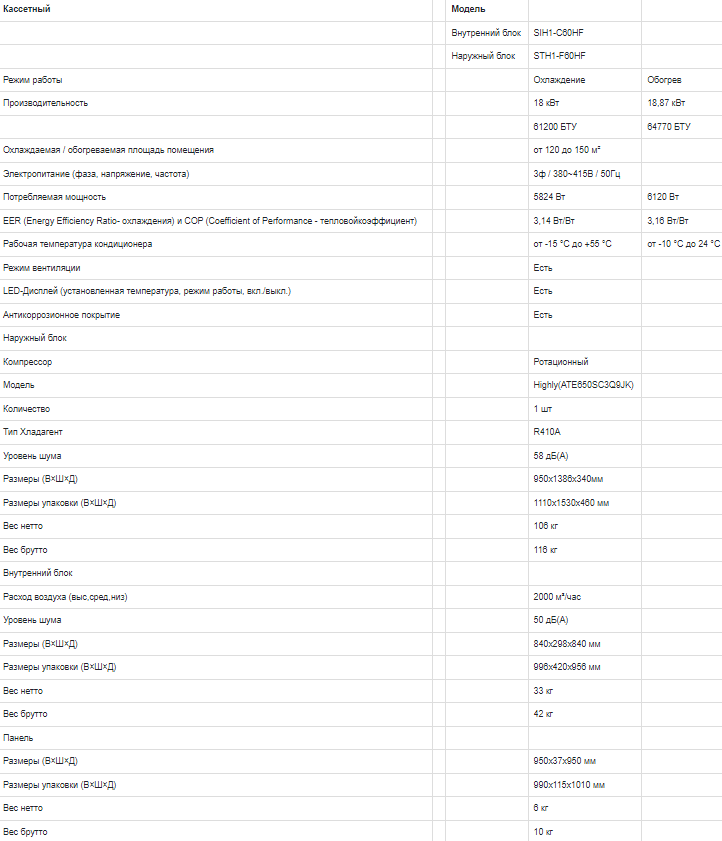 Кассетный Модель
Внутренний блок SIH1-C60HF
Наружный блок STH1-F60HF
Режим работы Охлаждение Обогрев
Производительность 18 кВт 18,87 кВт
61200 БТУ 64770 БТУ
Охлаждаемая / обогреваемая площадь помещения от 120 до 150 м²
Электропитание (фаза, напряжение, частота) 3ф / 380~415В / 50Гц
Потребляемая мощность 5824 Вт 6120 Вт
EER (Energy Efficiency Ratio- охлаждения) и COP (Coefficient of Performance - тепловойкоэффициент) 3,14 Вт/Вт 3,16 Вт/Вт
Рабочая температура кондиционера от -15 °С до +55 °С от -10 °С до 24 °С
Режим вентиляции Есть
LED-Дисплей (установленная температура, режим работы, вкл./выкл.) Есть
Антикоррозионное покрытие Есть
Наружный блок
Компрессор Ротационный
Модель Highly(ATE650SC3Q9JK)
Количество 1 шт
Тип Хладагент R410A
Уровень шума 58 дБ(А)
Размеры (В×Ш×Д) 950х1386х340мм
Размеры упаковки (В×Ш×Д) 1110х1530х460 мм
Вес нетто 106 кг
Вес брутто 116 кг
Внутренний блок
Расход воздуха (выс,сред,низ) 2000 м³/час
Уровень шума 50 дБ(А)
Размеры (В×Ш×Д) 840х298х840 мм
Размеры упаковки (В×Ш×Д) 996х420х956 мм
Вес нетто 33 кг
Вес брутто 42 кг
Панель
Размеры (В×Ш×Д) 950х37х950 мм
Размеры упаковки (В×Ш×Д) 990х115х1010 мм
Вес нетто 6 кг
Вес брутто 10 кг